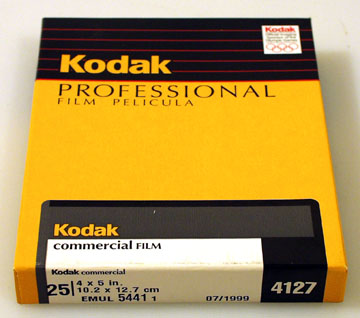 Kodak
Kodak
PROFESSIONAL
FILM PELICULA
Kodak
commercial FILM
Kodak commercial
25 4 x 5 in.
10.2 x 12.7 cm
EMUL 5441 1 07/1999 4127